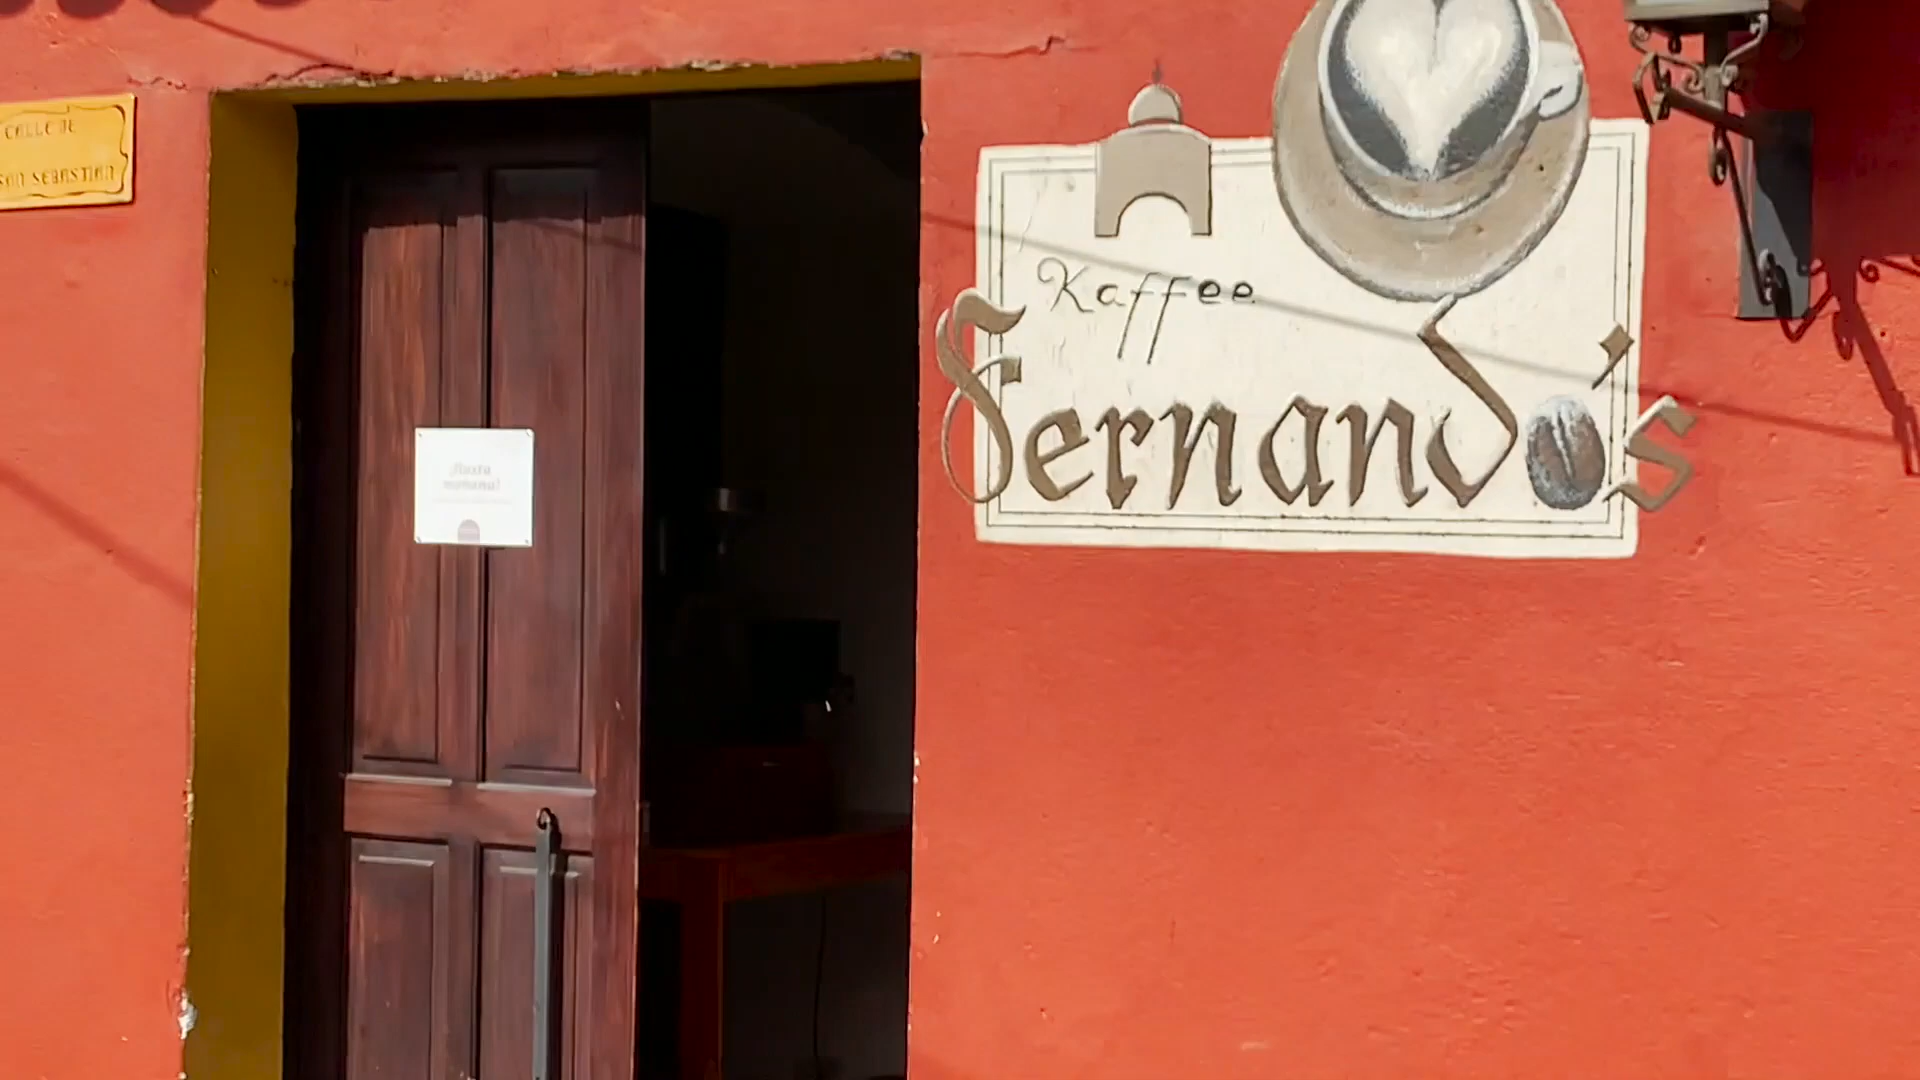 CALLE DE
SAN SEBASTIAN
¡Hasta
mañana!
Kaffee
Fernando's